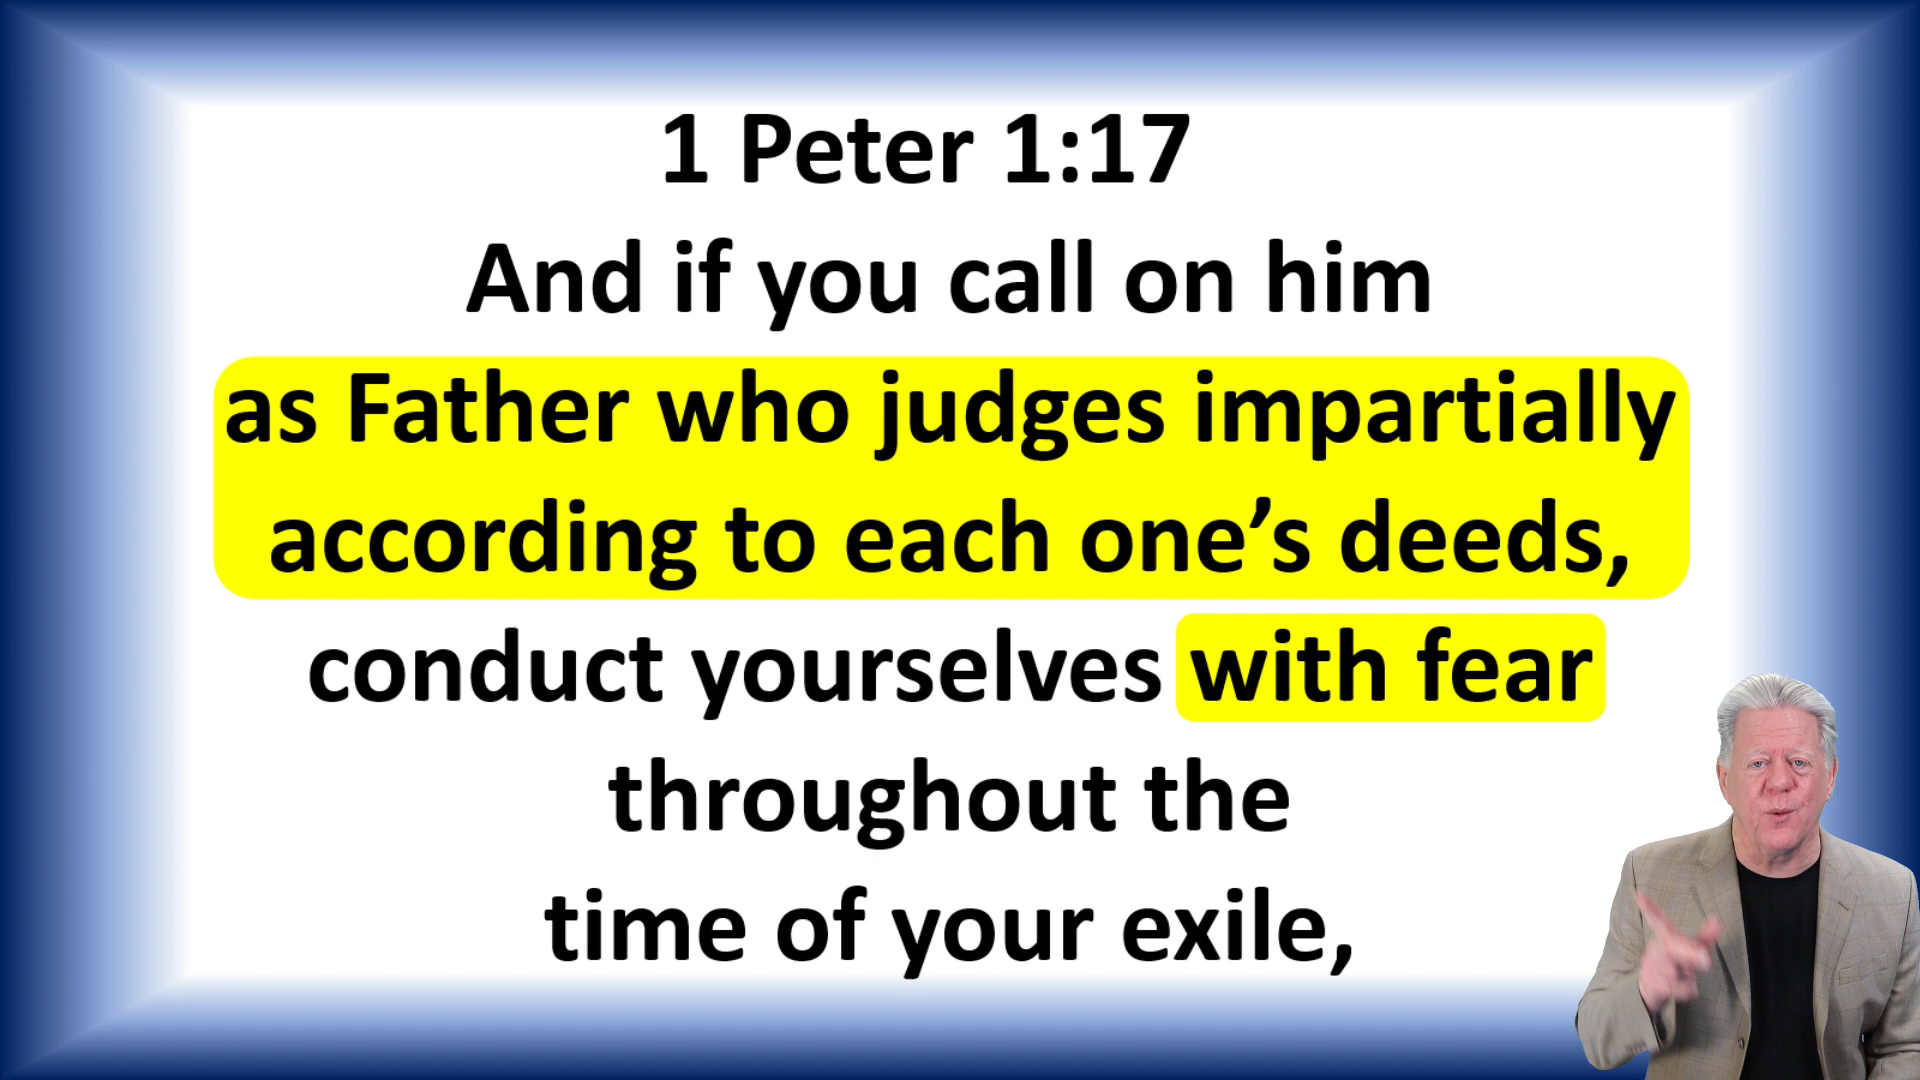 1 Peter 1:17
And if you call on him
as Father who judges impartially
according to each one’s deeds,
conduct yourselves with fear
throughout the
time of your exile,